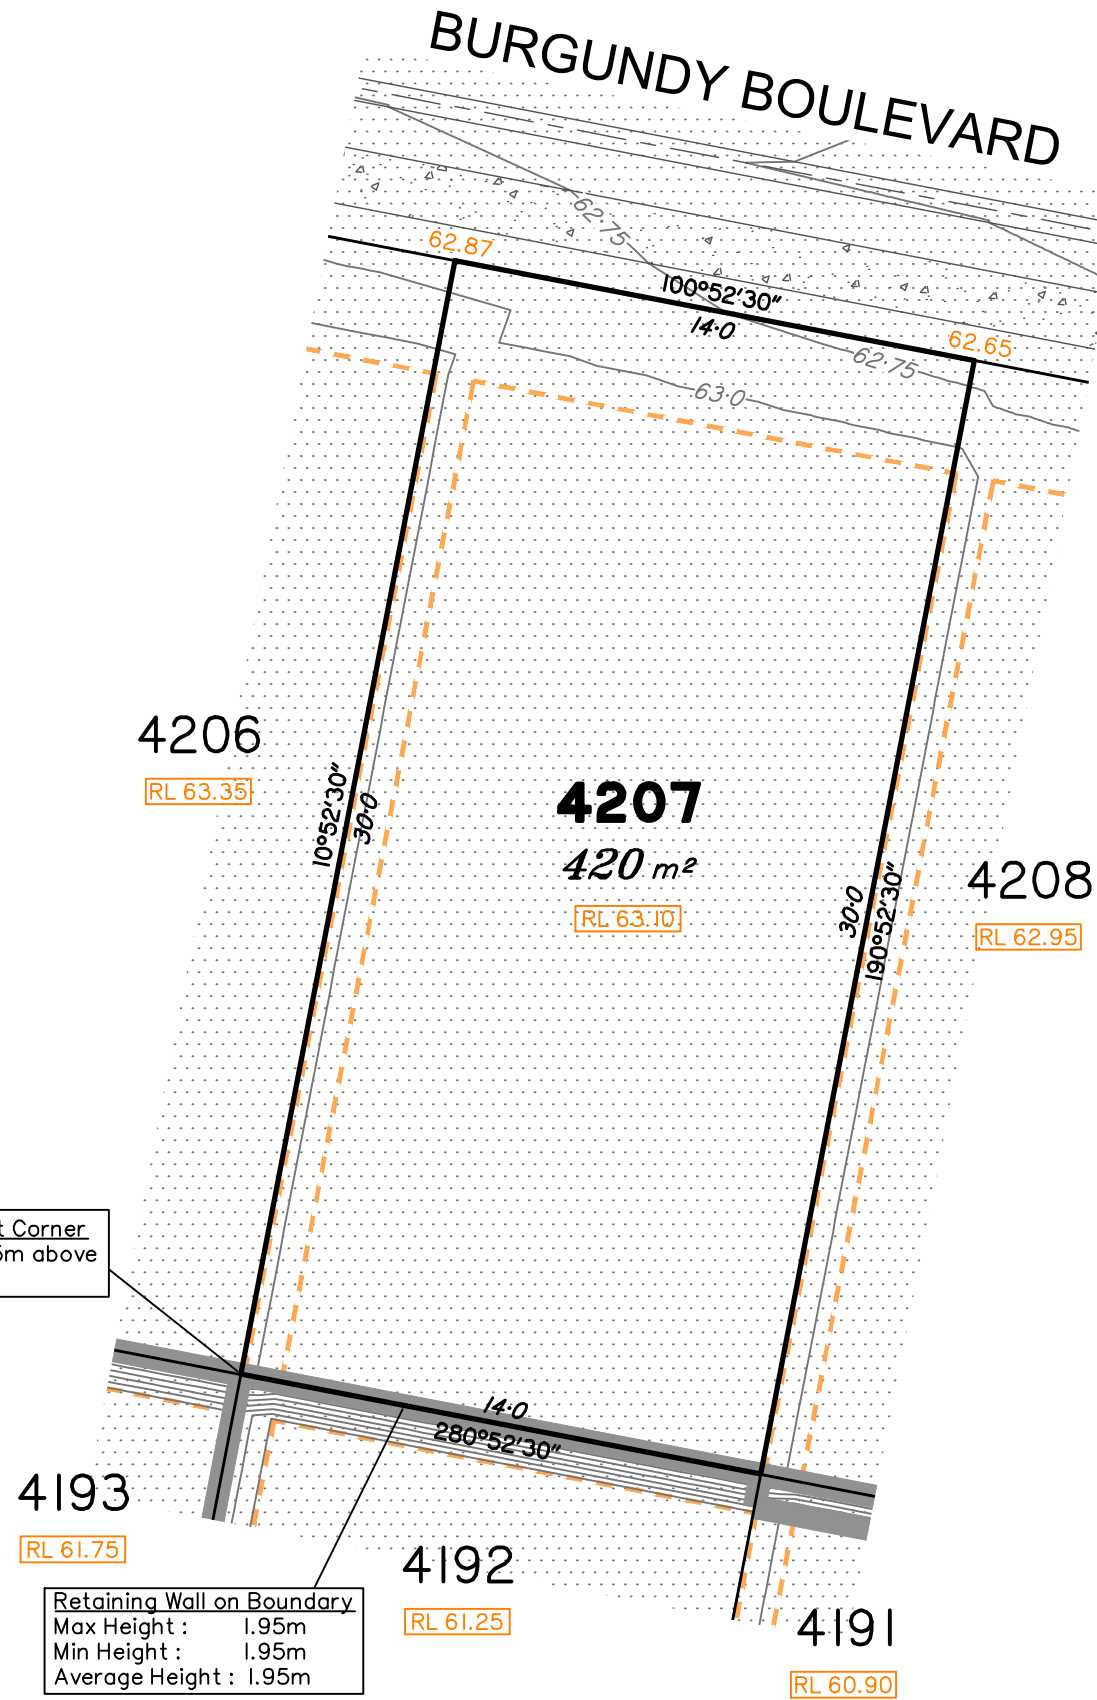 BURGUNDY BOULEVARD
62·75
62.87
100°52'30"
14·0
62.65
62·75
63·0
4206
RL 63.35
10°52'30"
30·0
4207
420 m²
RL 63.10
30·0
190°52'30"
4208
RL 62.95
Corner
m above
14·0
280°52'30"
4193
RL 61.75
4192
RL 61.25
4191
RL 60.90
Retaining Wall on Boundary
Max Height : 1.95m
Min Height : 1.95m
Average Height : 1.95m